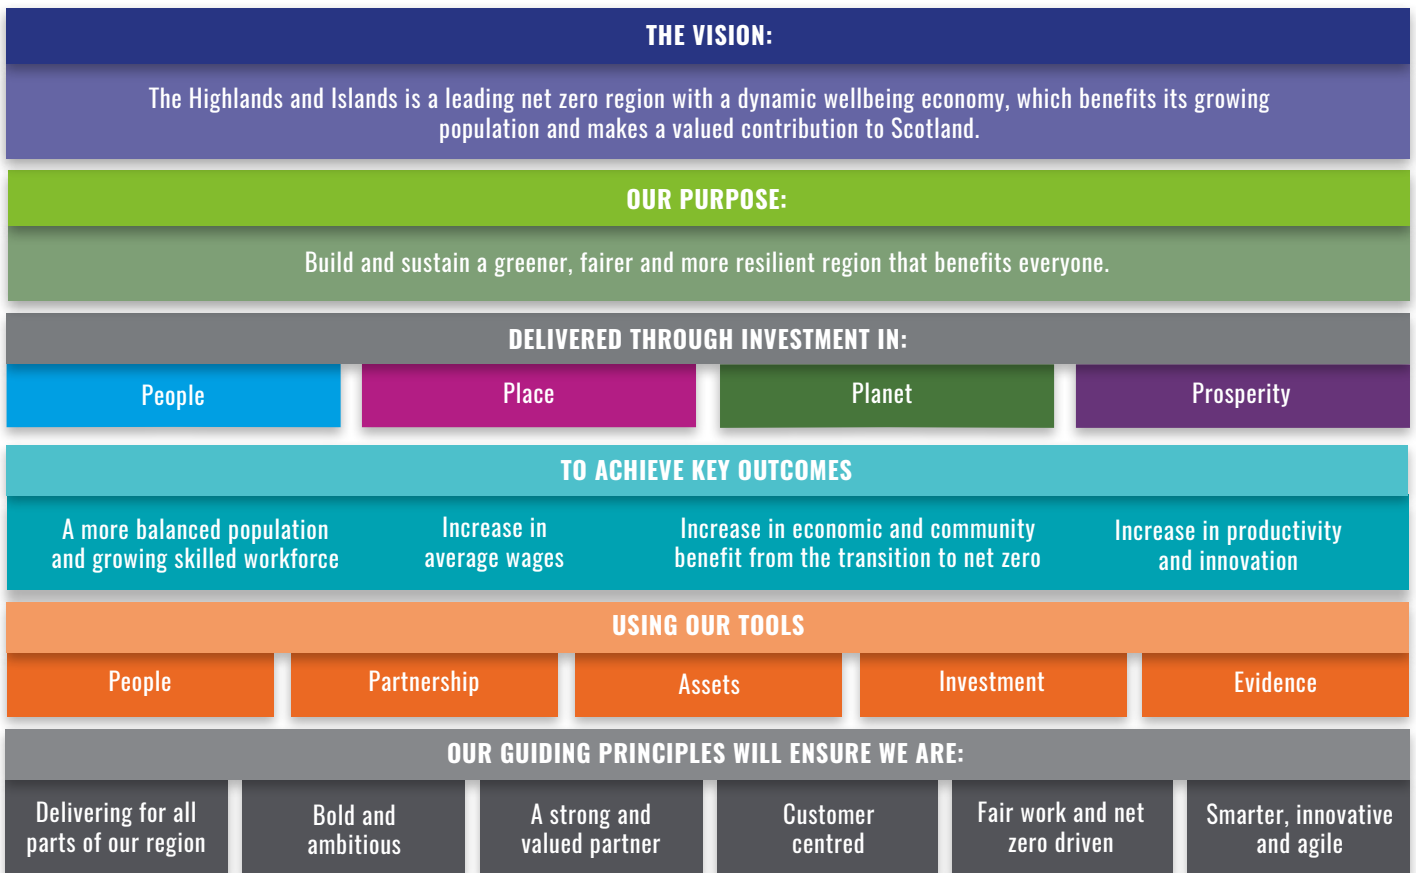 THE VISION:
The Highlands and Islands is a leading net zero region with a dynamic wellbeing economy, which benefits its growing
population and makes a valued contribution to Scotland.
OUR PURPOSE:
Build and sustain a greener, fairer and more resilient region that benefits everyone.
DELIVERED THROUGH INVESTMENT IN:
People
Place
Planet
Prosperity
TO ACHIEVE KEY OUTCOMES
A more balanced population
and growing skilled workforce
Increase in
average wages
Increase in economic and community
benefit from the transition to net zero
Increase in productivity
and innovation
USING OUR TOOLS
People
Partnership
Assets
Investment
Evidence
OUR GUIDING PRINCIPLES WILL ENSURE WE ARE:
Delivering for all
parts of our region
Bold and
ambitious
A strong and
valued partner
Customer
centred
Fair work and net
zero driven
Smarter, innovative
and agile